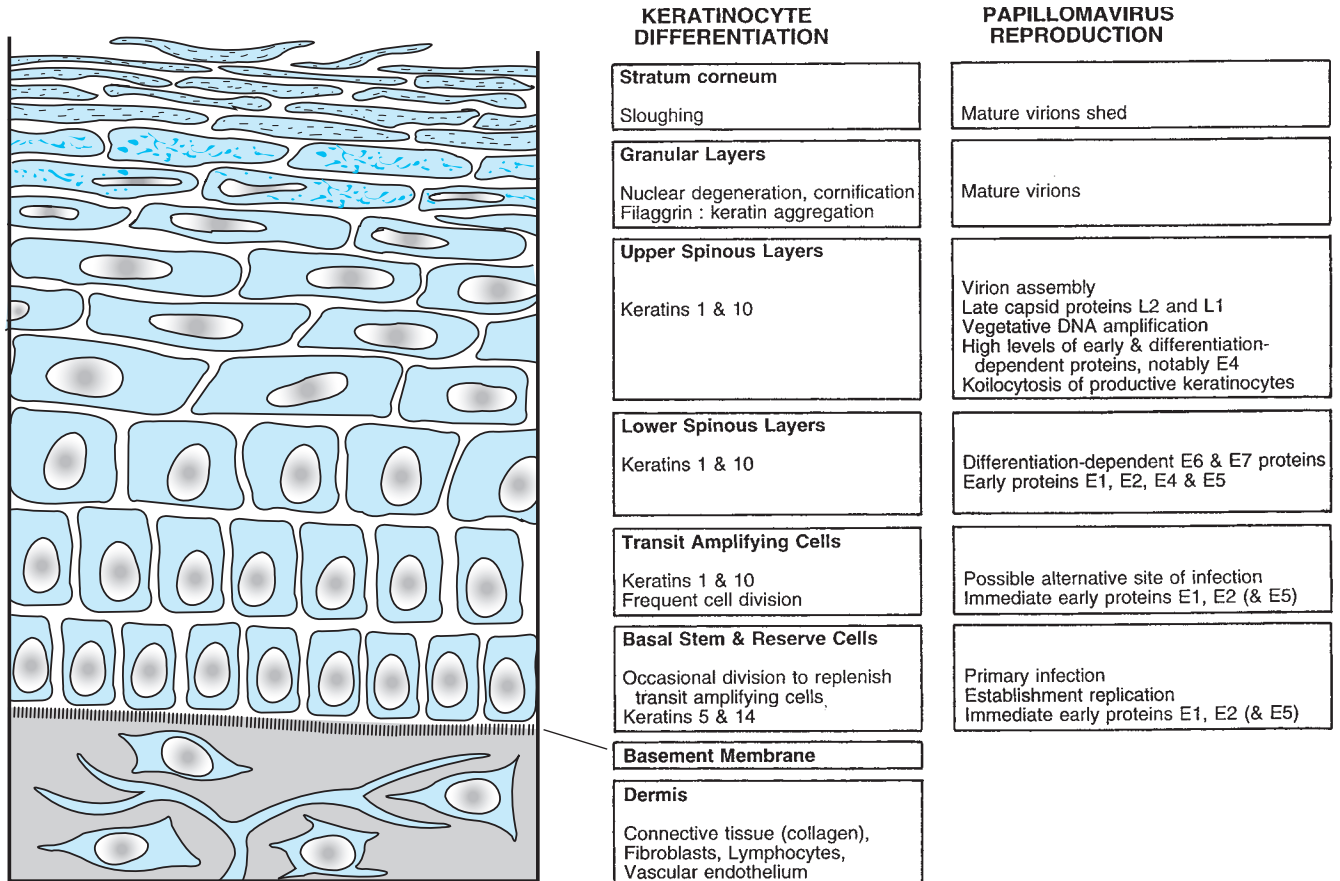 KERATINOCYTE
DIFFERENTIATION
PAPILLOMAVIRUS
REPRODUCTION
Stratum corneum
Sloughing
Mature virions shed
Granular Layers
Nuclear degeneration, cornification
Filaggrin : keratin aggregation
Mature virions
Upper Spinous Layers
Keratins 1 & 10
Virion assembly
Late capsid proteins L2 and L1
Vegetative DNA amplification
High levels of early & differentiation-
dependent proteins, notably E4
Koilocytosis of productive keratinocytes
Lower Spinous Layers
Keratins 1 & 10
Differentiation-dependent E6 & E7 proteins
Early proteins E1, E2, E4 & E5
Transit Amplifying Cells
Keratins 1 & 10
Frequent cell division
Possible alternative site of infection
Immediate early proteins E1, E2 (& E5)
Basal Stem & Reserve Cells
Occasional division to replenish
transit amplifying cells
Keratins 5 & 14
Primary infection
Establishment replication
Immediate early proteins E1, E2 (& E5)
Basement Membrane
Dermis
Connective tissue (collagen),
Fibroblasts, Lymphocytes,
Vascular endothelium